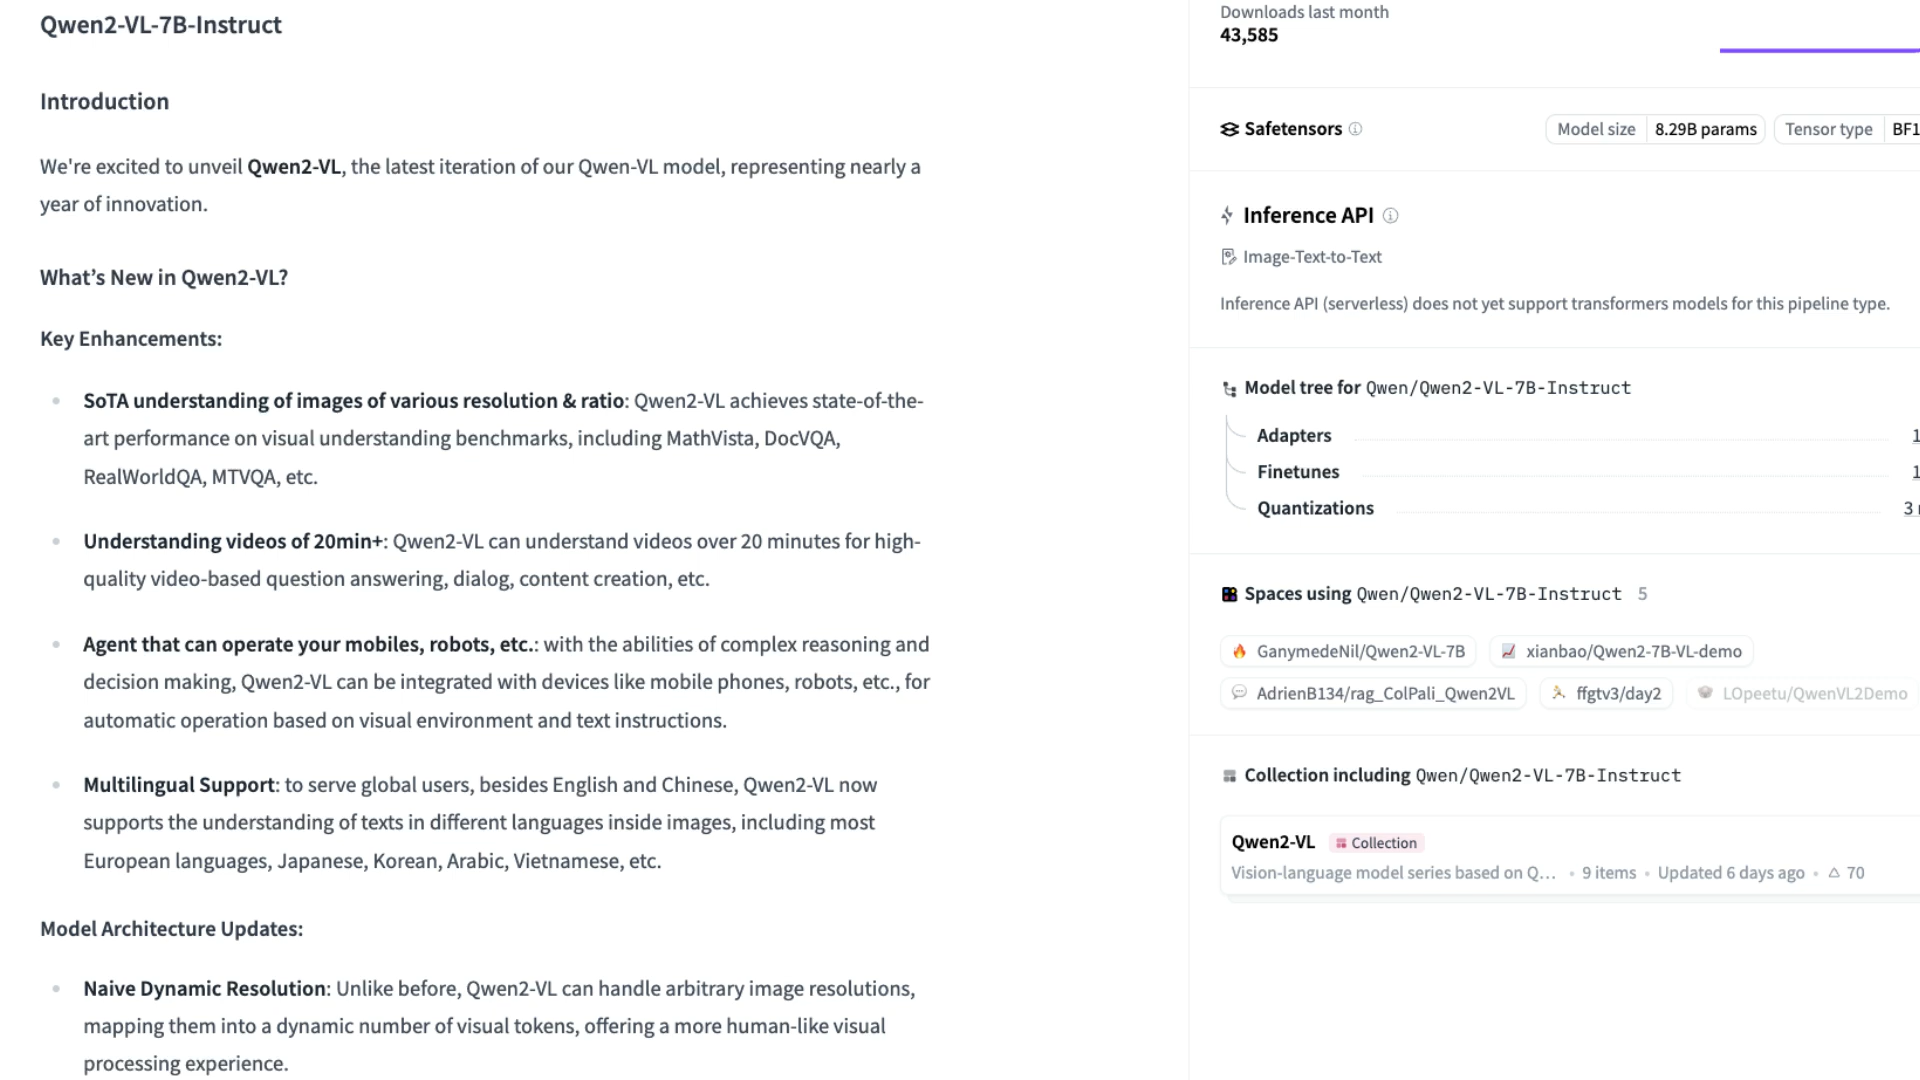 Qwen2-VL-7B-Instruct
Introduction
We're excited to unveil Qwen2-VL, the latest iteration of our Qwen-VL model, representing nearly a
year of innovation.
What’s New in Qwen2-VL?
Key Enhancements:
SoTA understanding of images of various resolution & ratio: Qwen2-VL achieves state-of-the-
art performance on visual understanding benchmarks, including MathVista, DocVQA,
RealWorldQA, MTVQA, etc.
Understanding videos of 20min+: Qwen2-VL can understand videos over 20 minutes for high-
quality video-based question answering, dialog, content creation, etc.
Agent that can operate your mobiles, robots, etc.: with the abilities of complex reasoning and
decision making, Qwen2-VL can be integrated with devices like mobile phones, robots, etc., for
automatic operation based on visual environment and text instructions.
Multilingual Support: to serve global users, besides English and Chinese, Qwen2-VL now
supports the understanding of texts in different languages inside images, including most
European languages, Japanese, Korean, Arabic, Vietnamese, etc.
Model Architecture Updates:
Naive Dynamic Resolution: Unlike before, Qwen2-VL can handle arbitrary image resolutions,
mapping them into a dynamic number of visual tokens, offering a more human-like visual
processing experience.
Downloads last month
43,585
Safetensors Model size 8.29B params Tensor type BF1
Inference API
Image-Text-to-Text
Inference API (serverless) does not yet support transformers models for this pipeline type.
Model tree for Qwen/Qwen2-VL-7B-Instruct
Adapters 1
Finetunes 1
Quantizations 3
Spaces using Qwen/Qwen2-VL-7B-Instruct 5
GanymedeNil/Qwen2-VL-7B xianbao/Qwen2-7B-VL-demo
AdrienB134/rag_ColPali_Qwen2VL ffgtv3/day2 LOpeetu/QwenVL2Demo
Collection including Qwen/Qwen2-VL-7B-Instruct
Qwen2-VL Collection
Vision-language model series based on Q... • 9 items • Updated 6 days ago • △ 70